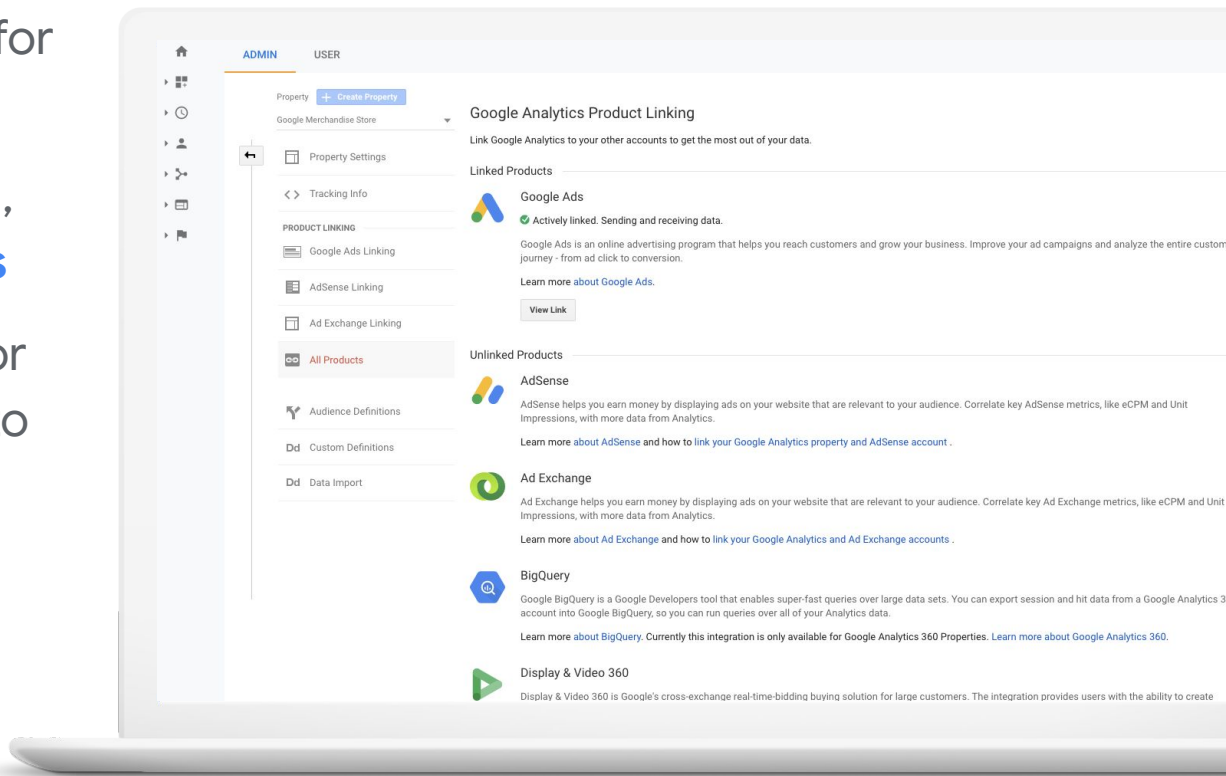 for
,
s
or
o
ADMIN USER
Property + Create Property
Google Merchandise Store
Property Settings
Tracking Info
PRODUCT LINKING
Google Ads Linking
AdSense Linking
Ad Exchange Linking
All Products
Audience Definitions
Dd Custom Definitions
Dd Data Import
Google Analytics Product Linking
Link Google Analytics to your other accounts to get the most out of your data.
Linked Products
Google Ads
Actively linked. Sending and receiving data.
Google Ads is an online advertising program that helps you reach customers and grow your business. Improve your ad campaigns and analyze the entire custom
journey - from ad click to conversion.
Learn more about Google Ads.
View Link
Unlinked Products
AdSense
AdSense helps you earn money by displaying ads on your website that are relevant to your audience. Correlate key AdSense metrics, like eCPM and Unit
Impressions, with more data from Analytics.
Learn more about AdSense and how to link your Google Analytics property and AdSense account .
Ad Exchange
Ad Exchange helps you earn money by displaying ads on your website that are relevant to your audience. Correlate key Ad Exchange metrics, like eCPM and Unit
Impressions, with more data from Analytics.
Learn more about Ad Exchange and how to link your Google Analytics and Ad Exchange accounts .
BigQuery
Google BigQuery is a Google Developers tool that enables super-fast queries over large data sets. You can export session and hit data from a Google Analytics 3
account into Google BigQuery, so you can run queries over all of your Analytics data.
Learn more about BigQuery. Currently this integration is only available for Google Analytics 360 Properties. Learn more about Google Analytics 360.
Display & Video 360
Display & Video 360 is Google's cross-exchange real-time-bidding buying solution for large customers. The integration provides users with the ability to create